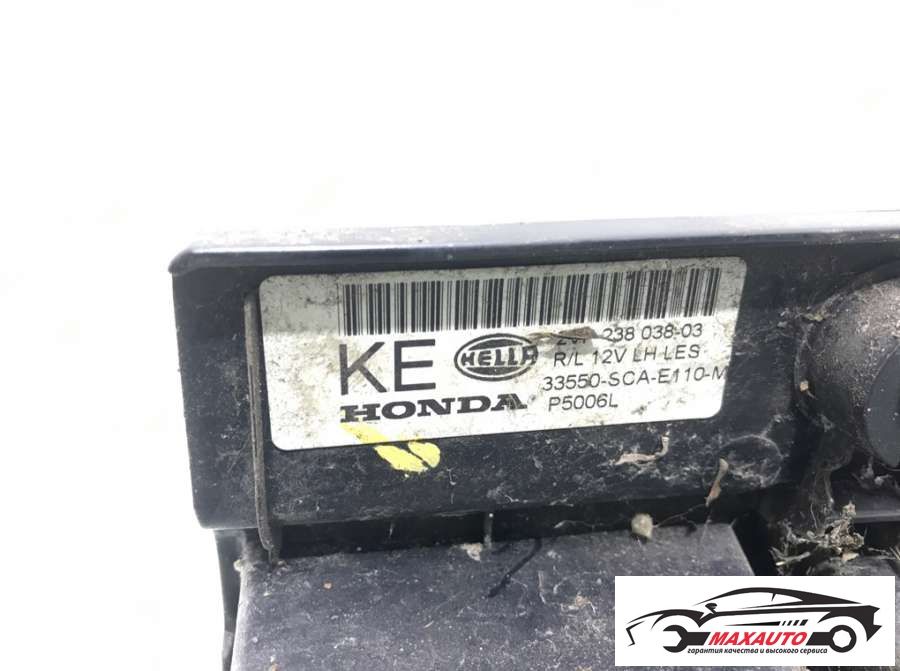 238 038-03
KE
HELLA
R/L 12V LH LES
33550-SCA-E110-M
HONDA
P5006L
MAXAUTO
гарантия качества и высокого сервиса